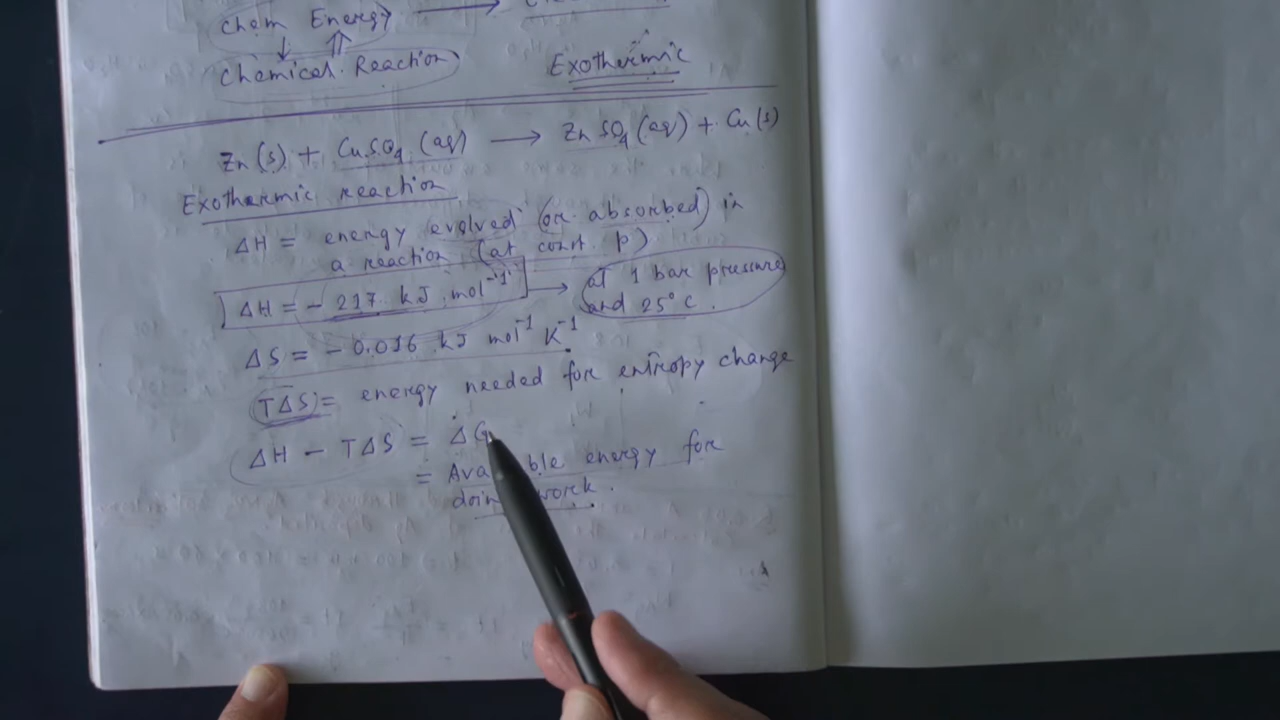 Chem Energy ⟶
↓ ⇑
Chemical Reaction Exothermic
Zn(s) + CuSO₄ (aq) ⟶ ZnSO₄ (aq) + Cu(s)
Exothermic reaction
ΔH = energy evolved (or absorbed) in
a reaction (at const. p)
ΔH = - 217 kJ mol⁻¹ → at 1 bar pressure
and 25°C.
ΔS = - 0.016 kJ mol⁻¹ K⁻¹
TΔS = energy needed for entropy change
ΔH - TΔS = ΔG
= energy for
work.